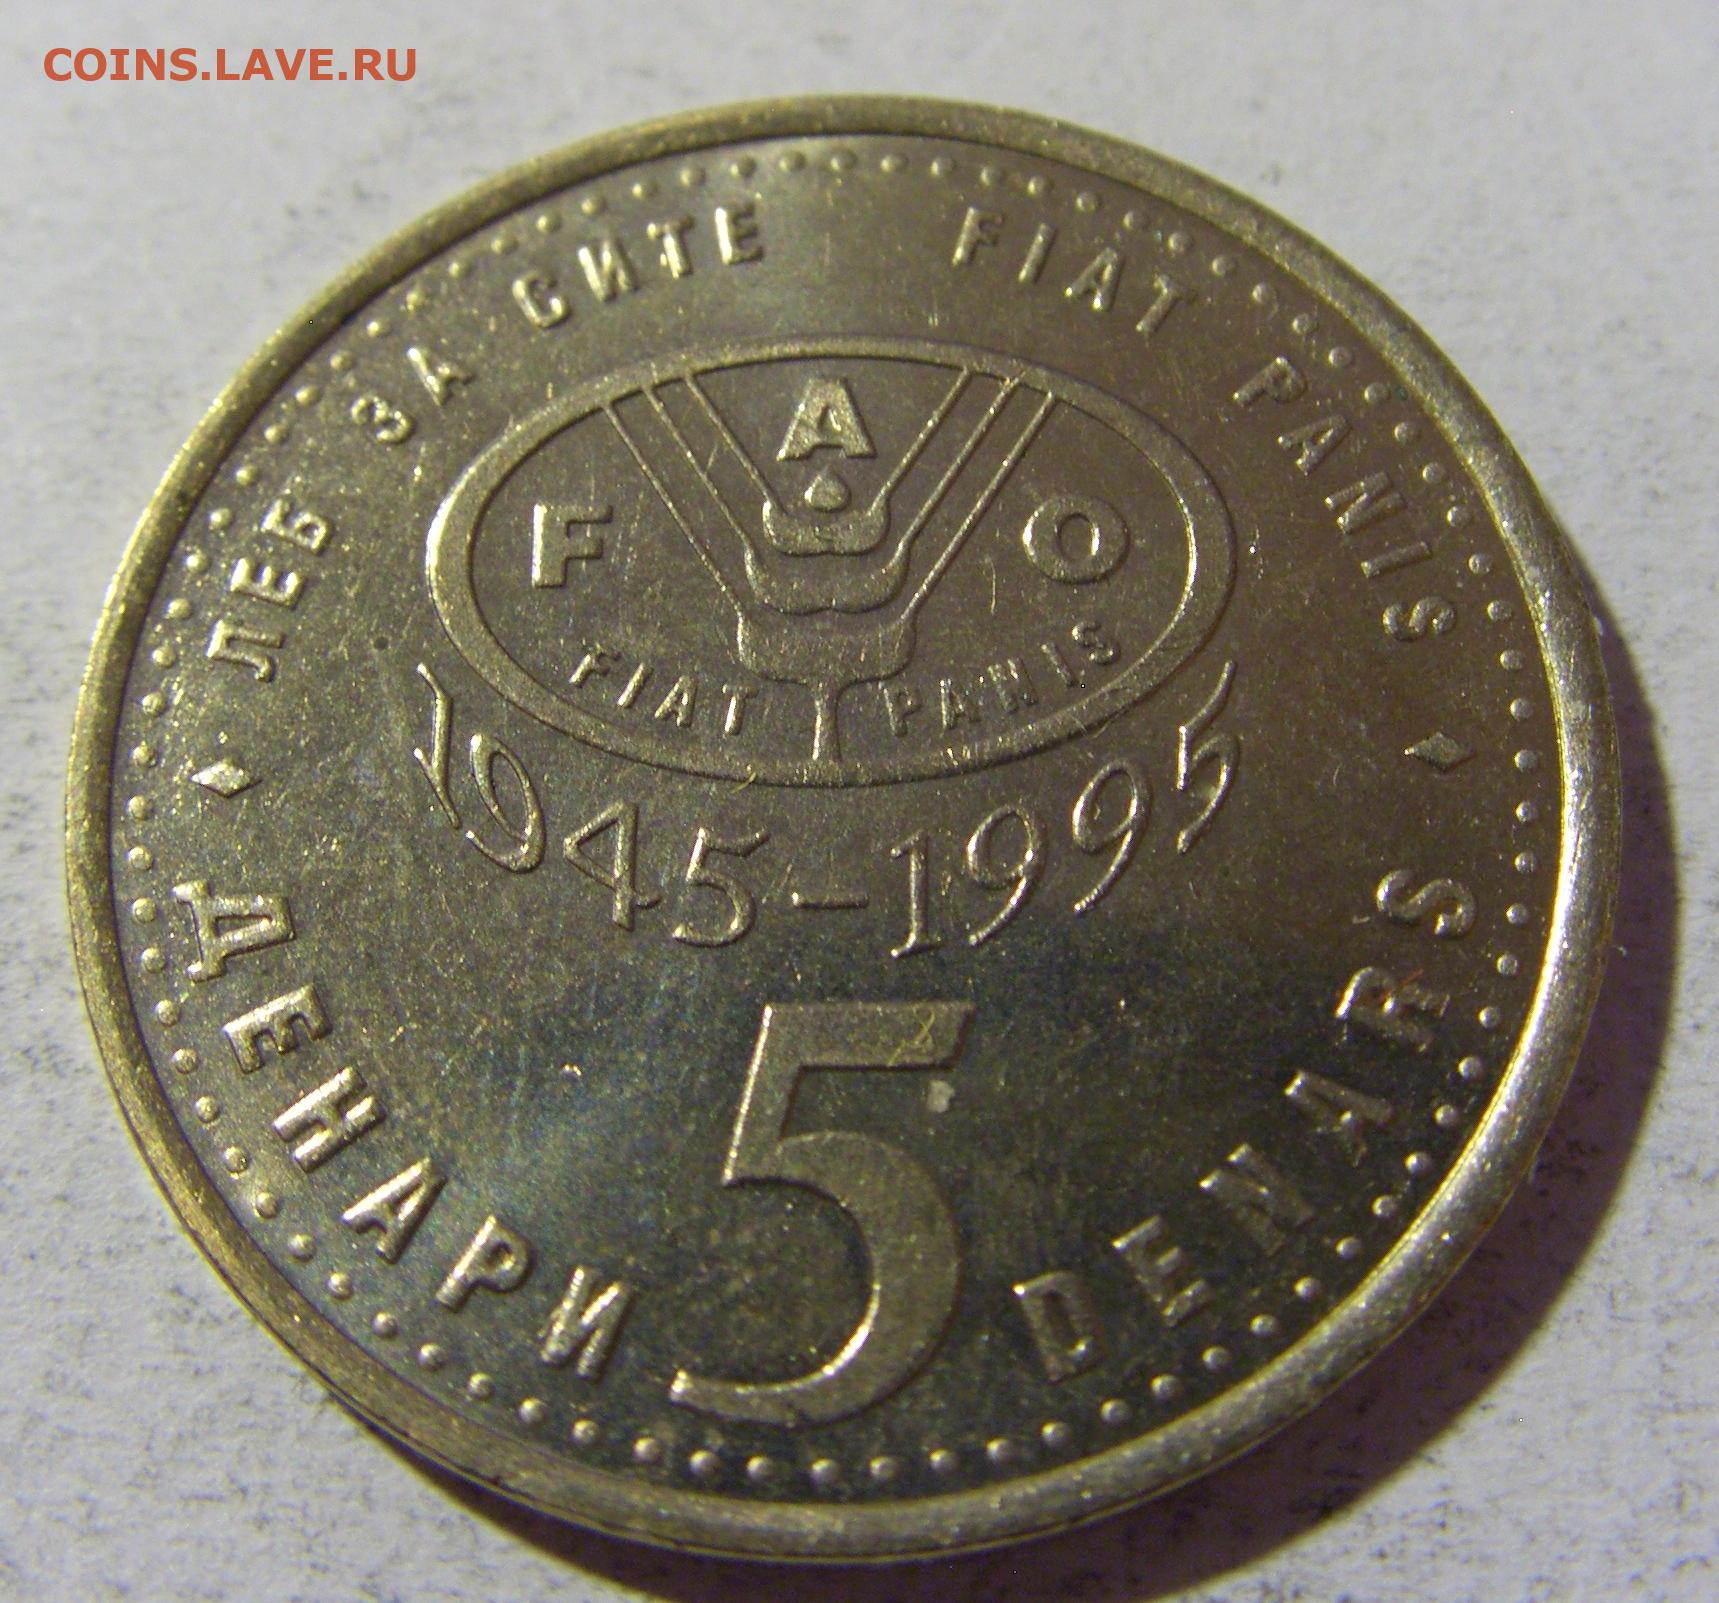 COINS.LAVE.RU
ЛЕБ ЗА СИТЕ FIAT PANIS
F A O
FIAT PANIS
1945-1995
5
ДЕНАРИ DENARS